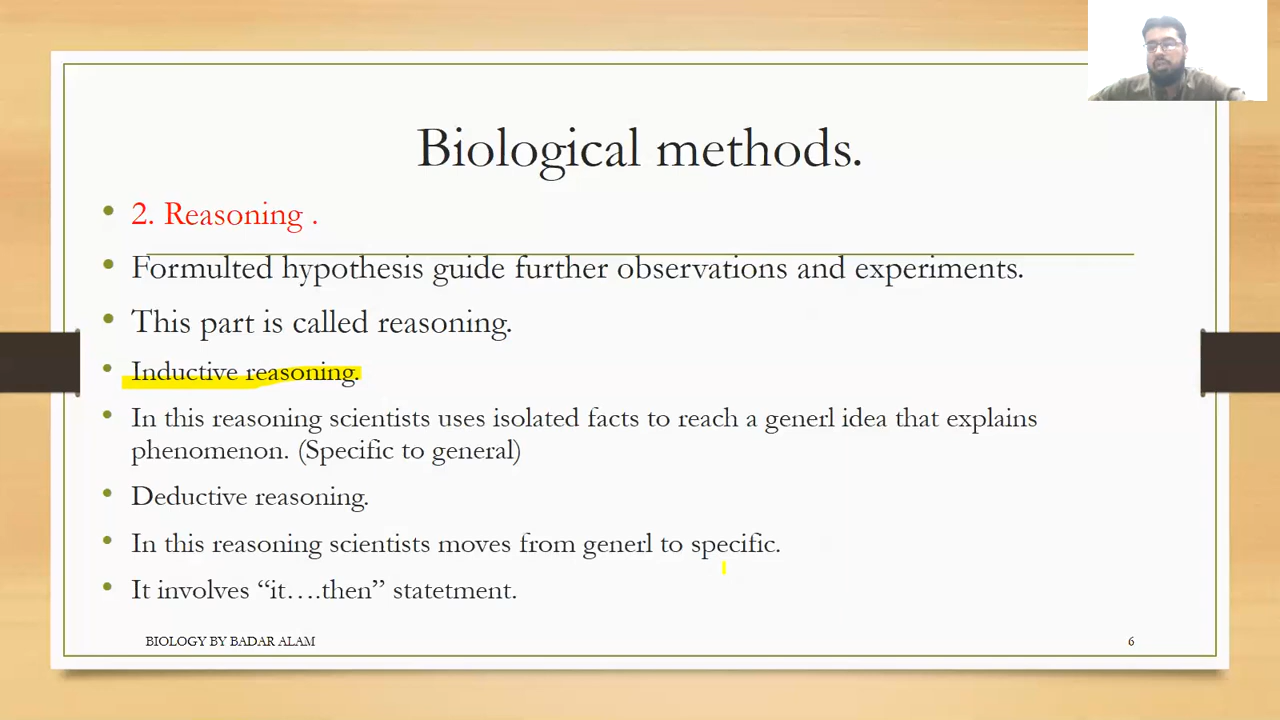 Biological methods.
• 2. Reasoning .
• Formulted hypothesis guide further observations and experiments.
• This part is called reasoning.
• Inductive reasoning.
• In this reasoning scientists uses isolated facts to reach a generl idea that explains
phenomenon. (Specific to general)
• Deductive reasoning.
• In this reasoning scientists moves from generl to specific.
• It involves “it….then” statetment.
BIOLOGY BY BADAR ALAM
6